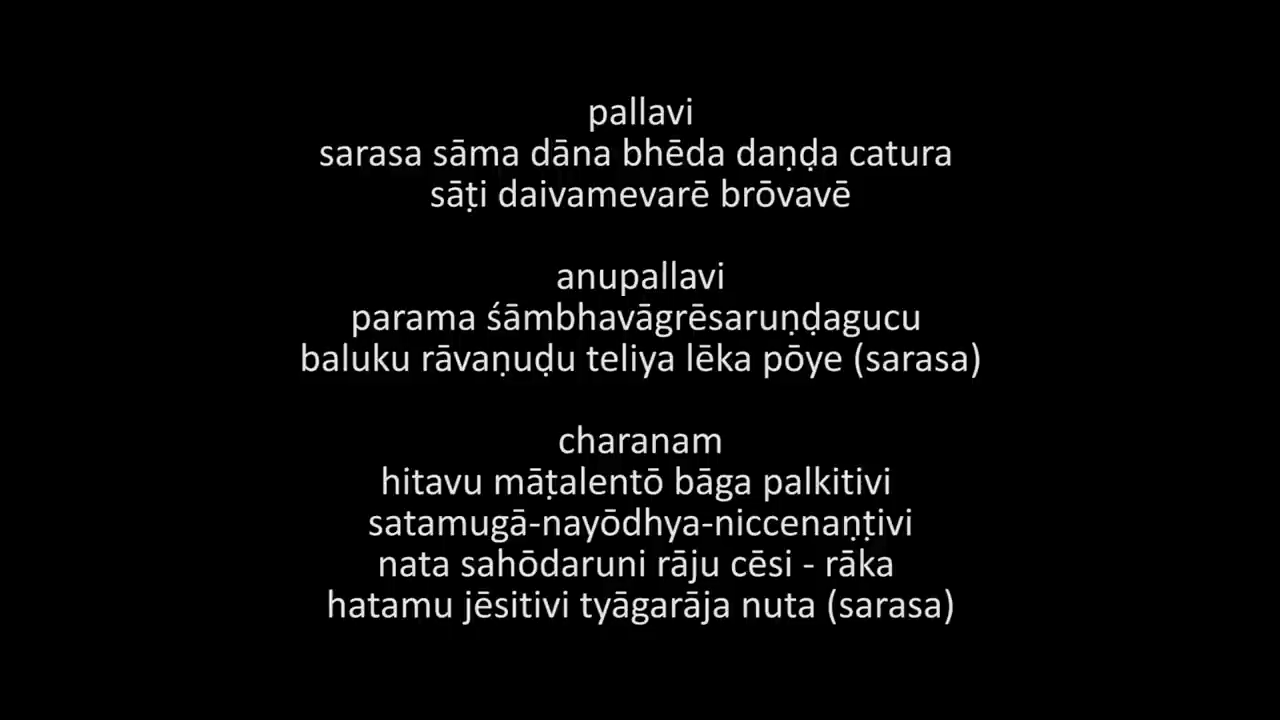 pallavi
sarasa sāma dāna bhēda daṇḍa catura
sāṭi daivamevarē brōvavē
anupallavi
parama śāmbhavāgrēsaruṇḍagucu
baluku rāvaṇuḍu teliya lēka pōye (sarasa)
charanam
hitavu māṭalentō bāga palkitivi
satamugā-nayōdhya-niccenaṇṭivi
nata sahōdaruni rāju cēsi - rāka
hatamu jēsitivi tyāgarāja nuta (sarasa)